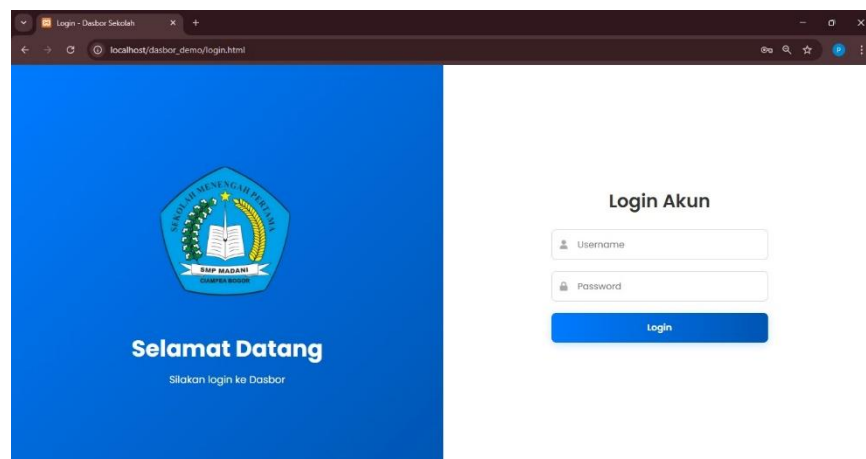 Login - Dasbor Sekolah
localhost/dasbor_demo/login.html
P
SEKOLAH MENENGAH PERTAMA
SMP MADANI
CIAMPEA BOGOR
Selamat Datang
Silakan login ke Dasbor
Login Akun
Username
Password
Login